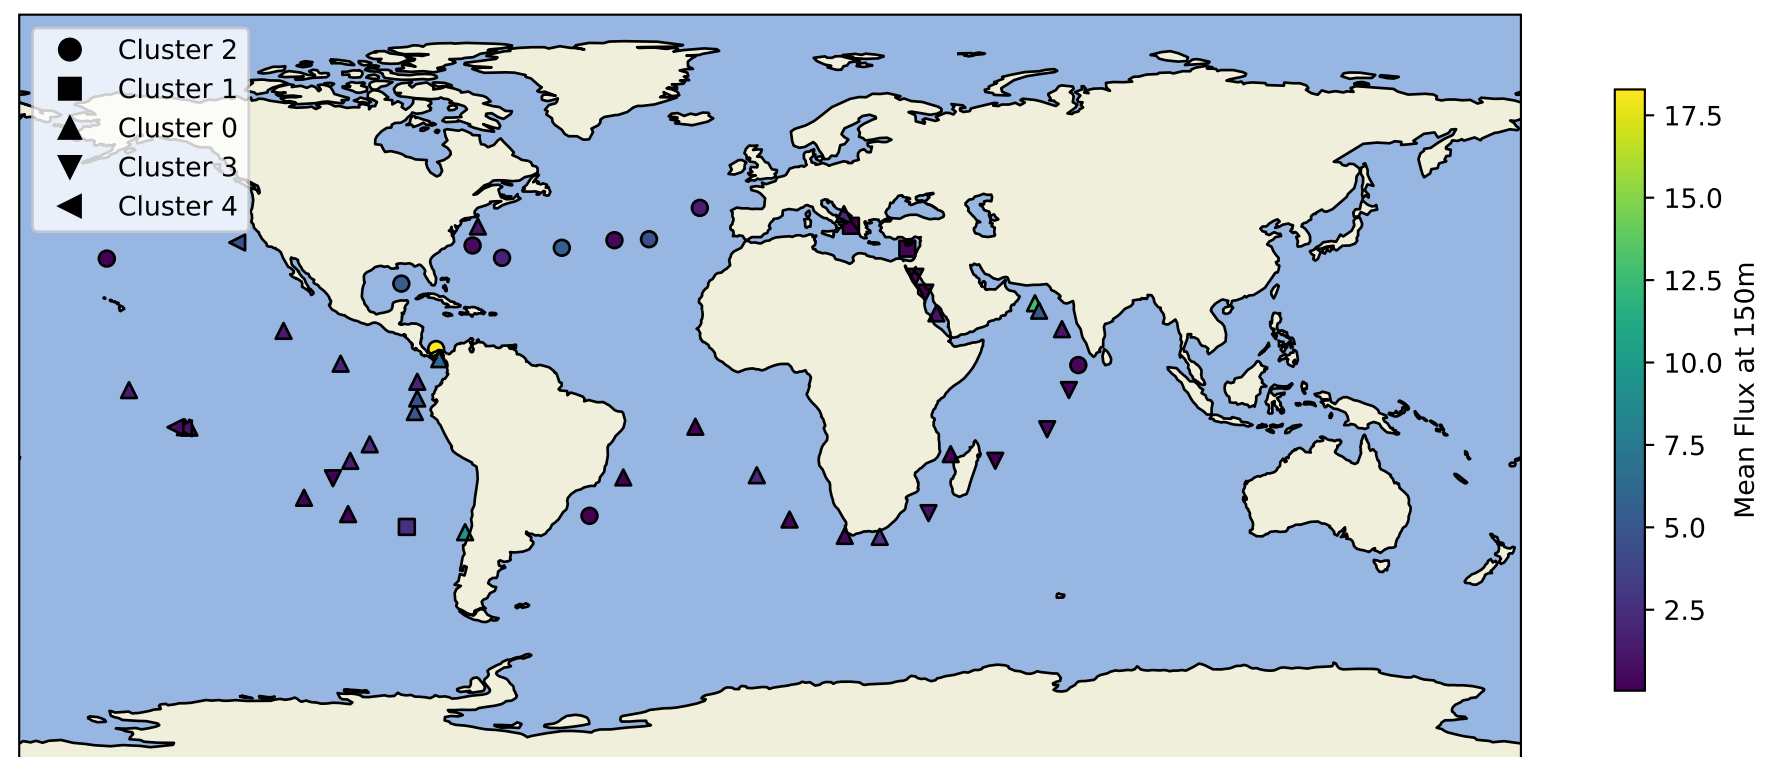 Cluster 2
Cluster 1
Cluster 0
Cluster 3
Cluster 4
17.5
15.0
12.5
10.0
7.5
5.0
2.5
Mean Flux at 150m